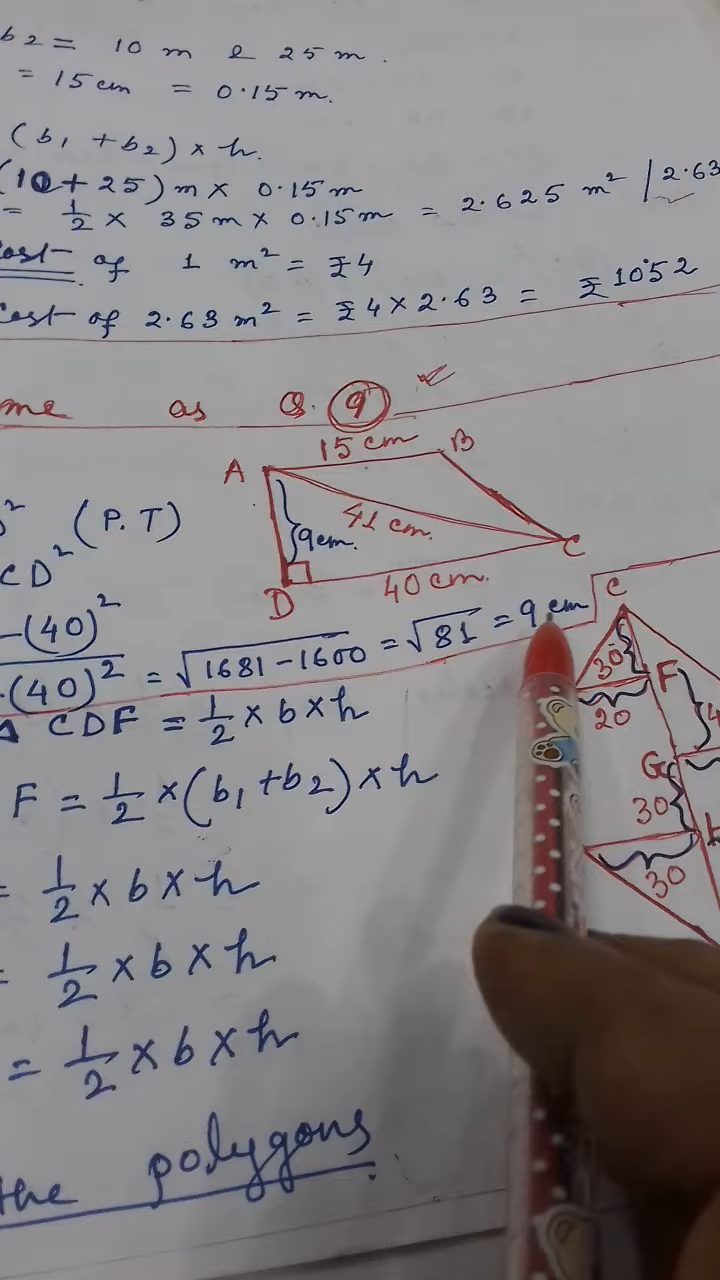 b2 = 10 m & 25 m.
= 15 cm = 0.15 m.
(b1 + b2) × h.
(10 + 25) m × 0.15 m
= 1/2 × 35 m × 0.15 m = 2.625 m² | 2.63
Cost of 1 m² = ₹4
Cost of 2.63 m² = ₹4 × 2.63 = ₹10.52
me as Q. 9
15 cm
A B
41 cm.
9cm.
D 40 cm. C
² (P.T)
CD²
-(40)²
-(40)² = √1681-1600 = √81 = 9 cm
CDF = 1/2 × b × h
F = 1/2 × (b1 + b2) × h
= 1/2 × b × h
= 1/2 × b × h
= 1/2 × b × h
the polygons.
C
30
F
20
4
G
30
30